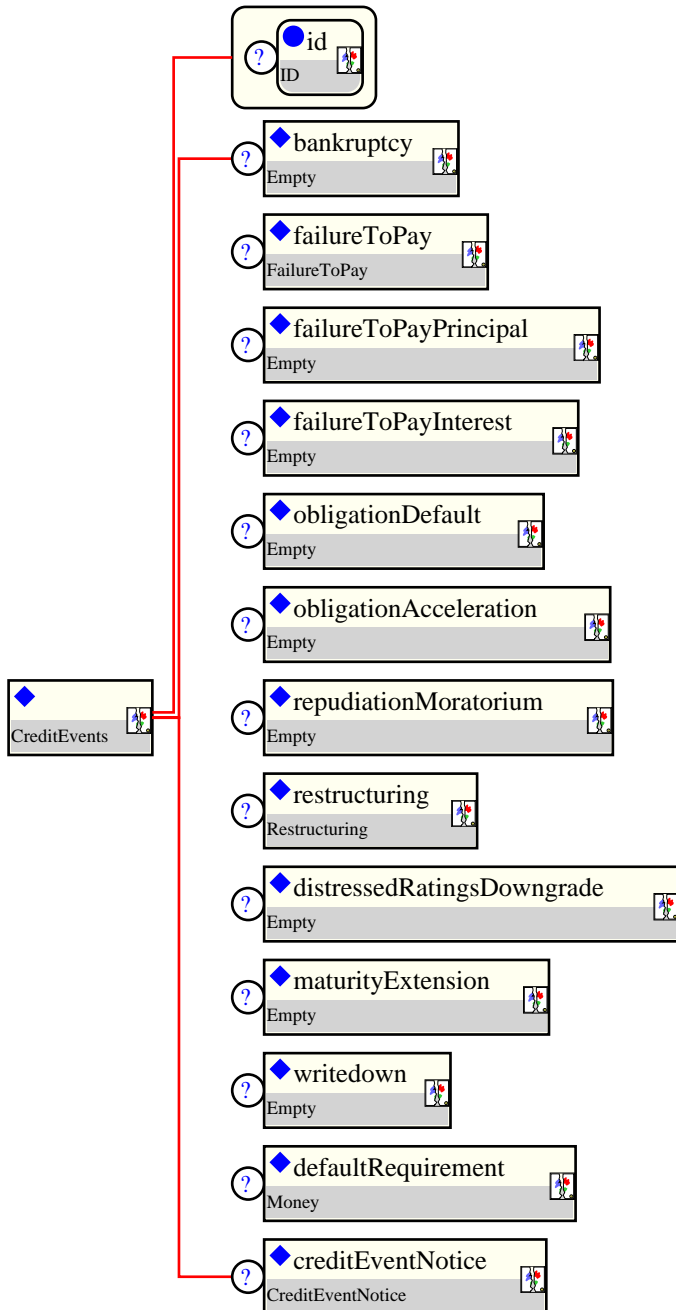 ? id
ID
? bankruptcy
Empty
? failureToPay
FailureToPay
? failureToPayPrincipal
Empty
? failureToPayInterest
Empty
? obligationDefault
Empty
? obligationAcceleration
Empty
CreditEvents
? repudiationMoratorium
Empty
? restructuring
Restructuring
? distressedRatingsDowngrade
Empty
? maturityExtension
Empty
? writedown
Empty
? defaultRequirement
Money
? creditEventNotice
CreditEventNotice